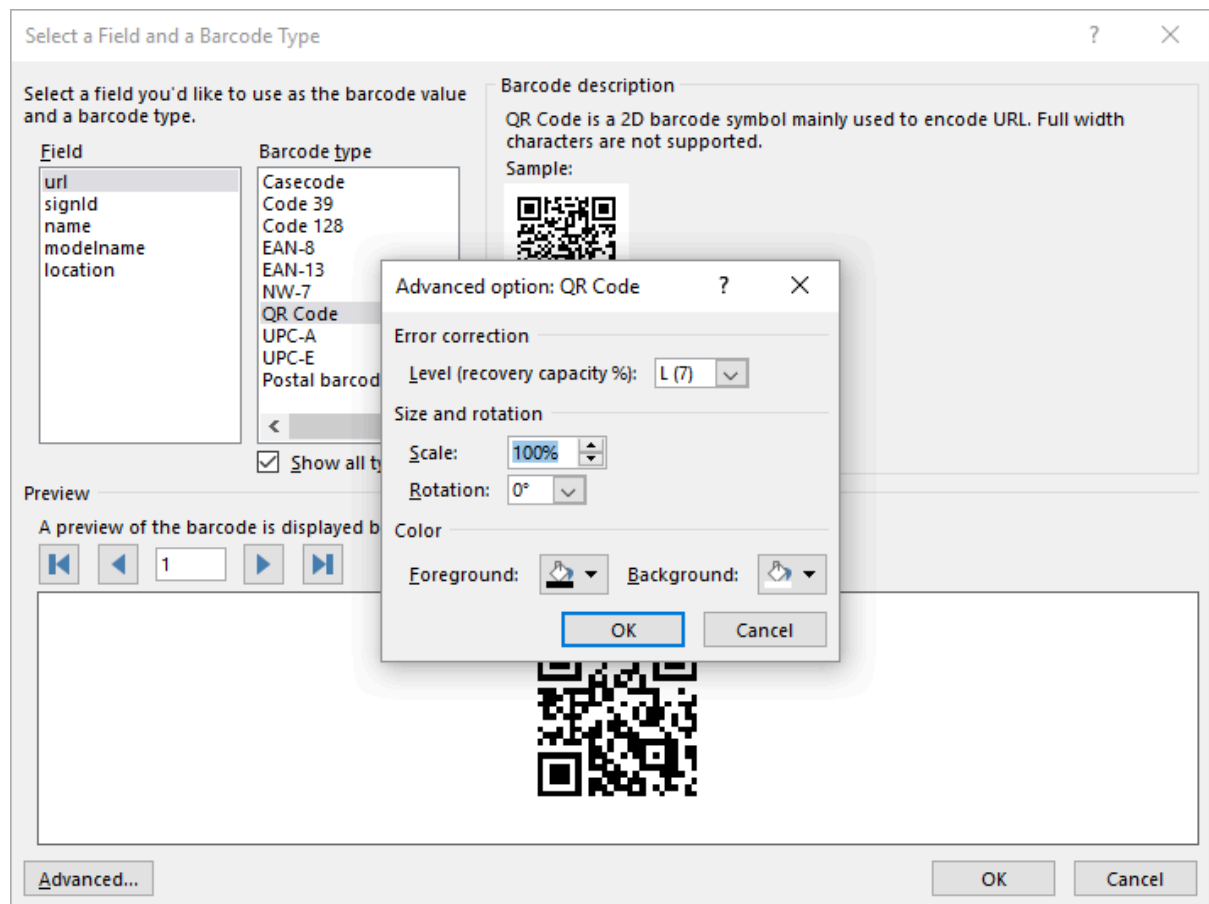 Select a Field and a Barcode Type
?
Select a field you'd like to use as the barcode value
and a barcode type.
Field
Barcode type
url
signId
name
modelname
location
Casecode
Code 39
Code 128
EAN-8
EAN-13
NW-7
QR Code
UPC-A
UPC-E
Postal barcod
Show all
Barcode description
QR Code is a 2D barcode symbol mainly used to encode URL. Full width
characters are not supported.
Sample:
Advanced option: QR Code
?
Error correction
Level (recovery capacity %):
L (7)
Size and rotation
Scale:
100%
Rotation:
0°
Color
Foreground:
Background:
OK
Cancel
Preview
A preview of the barcode is displayed b
1
Advanced...
OK
Cancel